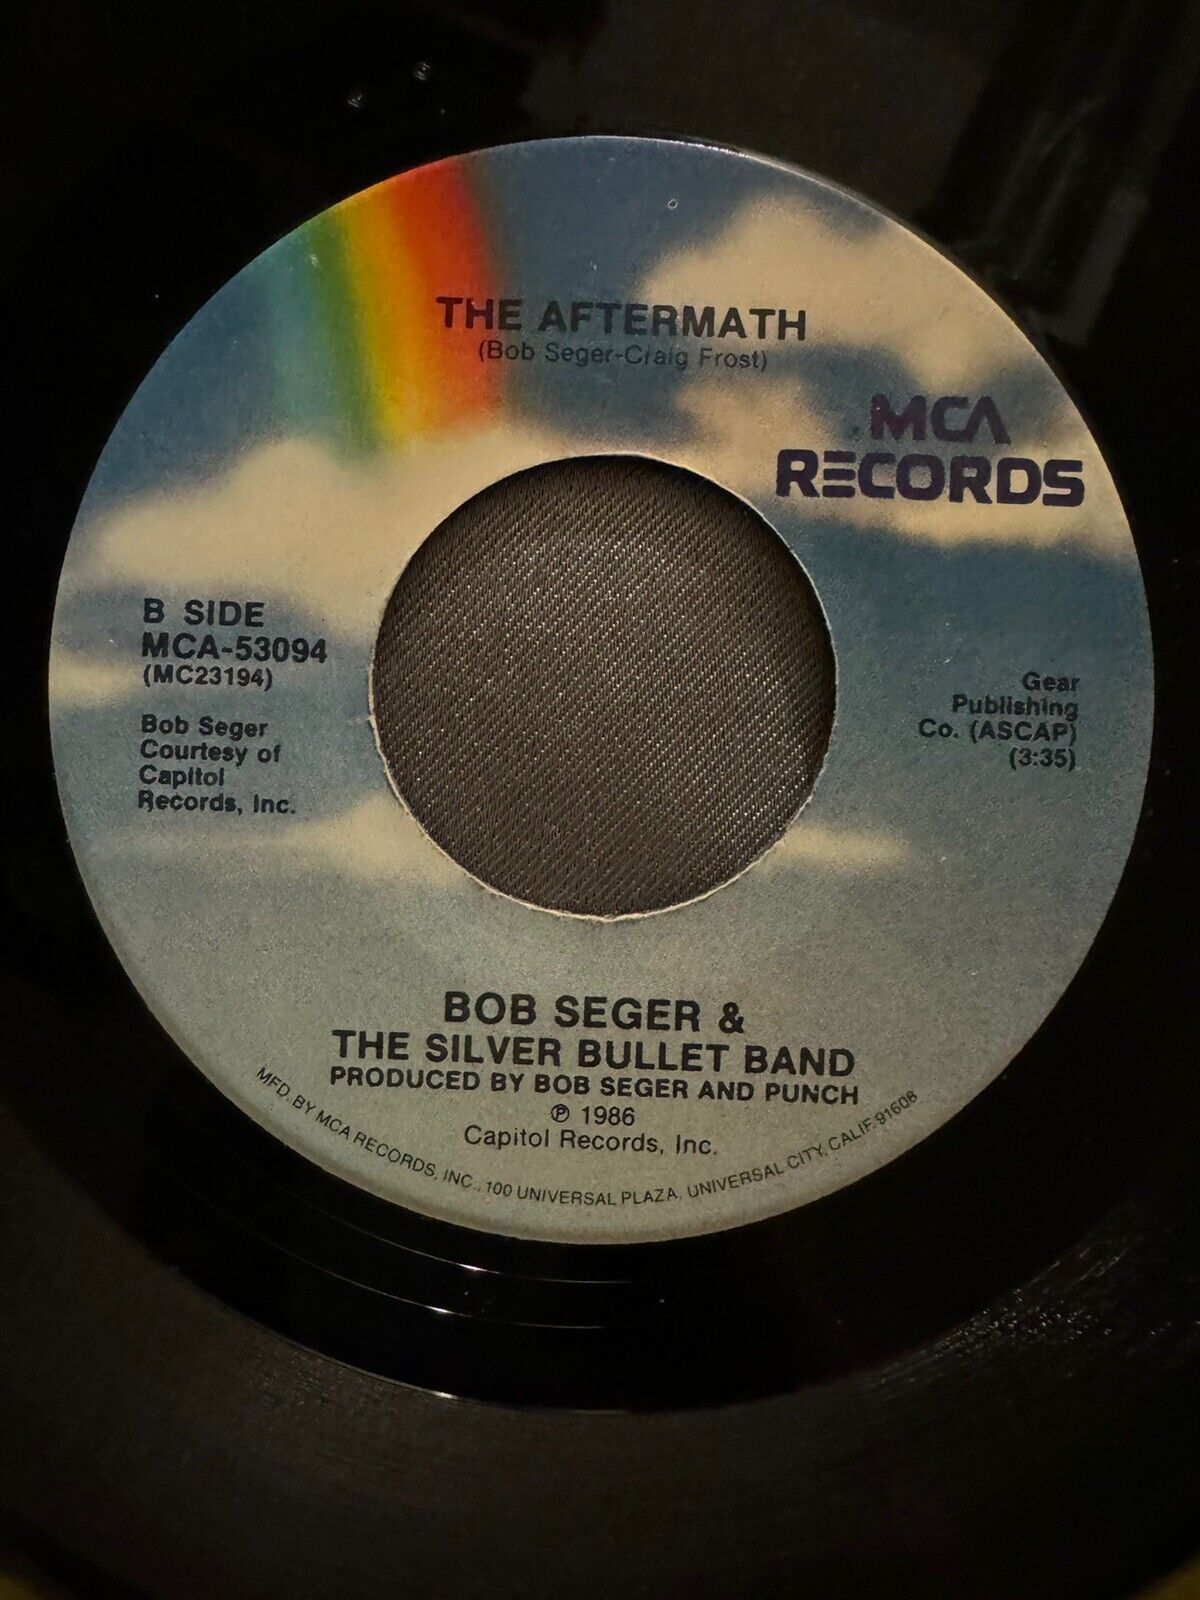 THE AFTERMATH
(Bob Seger-Craig Frost)
MCA
RECORDS
B SIDE
MCA-53094
(MC23194)
Bob Seger
Courtesy of
Capitol
Records, Inc.
Gear
Publishing
Co. (ASCAP)
(3:35)
BOB SEGER &
THE SILVER BULLET BAND
PRODUCED BY BOB SEGER AND PUNCH
℗ 1986
Capitol Records, Inc.
MFD. BY MCA RECORDS, INC., 100 UNIVERSAL PLAZA, UNIVERSAL CITY, CALIF. 91608